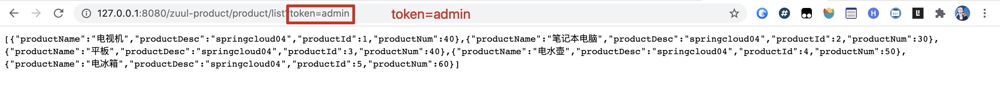 127.0.0.1:8080/zuul-product/product/list?token=admin
token=admin
[{"productName":"电视机","productDesc":"springcloud04","productId":1,"productNum":40},{"productName":"笔记本电脑","productDesc":"springcloud04","productId":2,"productNum":30},
{"productName":"平板","productDesc":"springcloud04","productId":3,"productNum":40},{"productName":"电水壶","productDesc":"springcloud04","productId":4,"productNum":50},
{"productName":"电冰箱","productDesc":"springcloud04","productId":5,"productNum":60}]